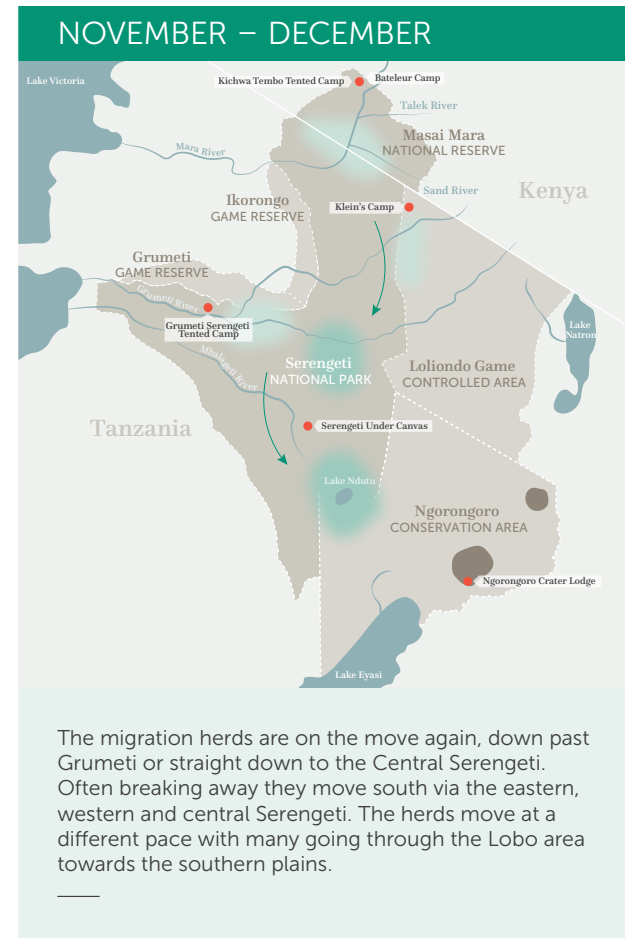 NOVEMBER – DECEMBER
Lake Victoria
Kichwa Tembo Tented Camp
Bateleur Camp
Talek River
Masai Mara
NATIONAL RESERVE
Mara River
Sand River
Kenya
Ikorongo
GAME RESERVE
Klein's Camp
Grumeti
GAME RESERVE
Grumeti River
Grumeti Serengeti
Tented Camp
Lake
Natron
Mbalageti River
Serengeti
NATIONAL PARK
Loliondo Game
CONTROLLED AREA
Tanzania
Serengeti Under Canvas
Lake Ndutu
Ngorongoro
CONSERVATION AREA
Ngorongoro Crater Lodge
Lake Eyasi
The migration herds are on the move again, down past
Grumeti or straight down to the Central Serengeti.
Often breaking away they move south via the eastern,
western and central Serengeti. The herds move at a
different pace with many going through the Lobo area
towards the southern plains.